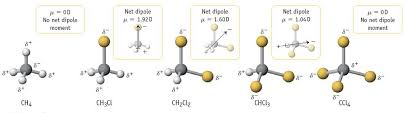 μ = 0D
No net dipole
moment
Net dipole
μ = 1.92D
Net dipole
μ = 1.60D
Net dipole
μ = 1.04D
μ = 0D
No net dipole
moment
δ+
δ+
δ+
δ+
δ-
δ+
δ+
δ+
δ-
δ+
δ+
δ-
δ+
δ-
δ-
δ-
δ-
δ-
δ-
δ-
CH4
CH3Cl
CH2Cl2
CHCl3
CCl4